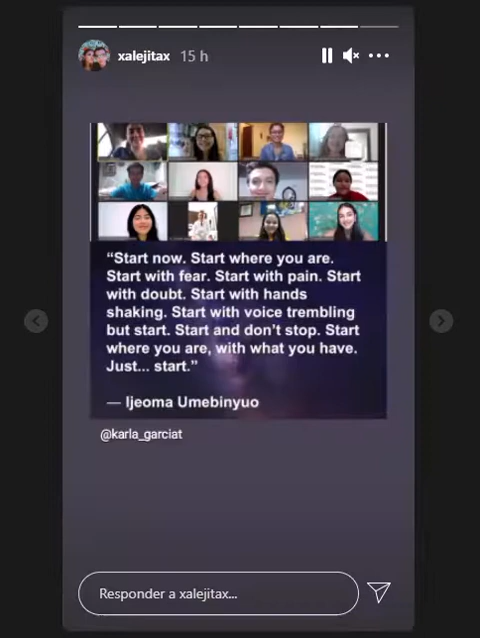 xalejitax 15 h
“Start now. Start where you are.
Start with fear. Start with pain. Start
with doubt. Start with hands
shaking. Start with voice trembling
but start. Start and don’t stop. Start
where you are, with what you have.
Just... start.”
— Ijeoma Umebinyuo
@karla_garciat
Responder a xalejitax...